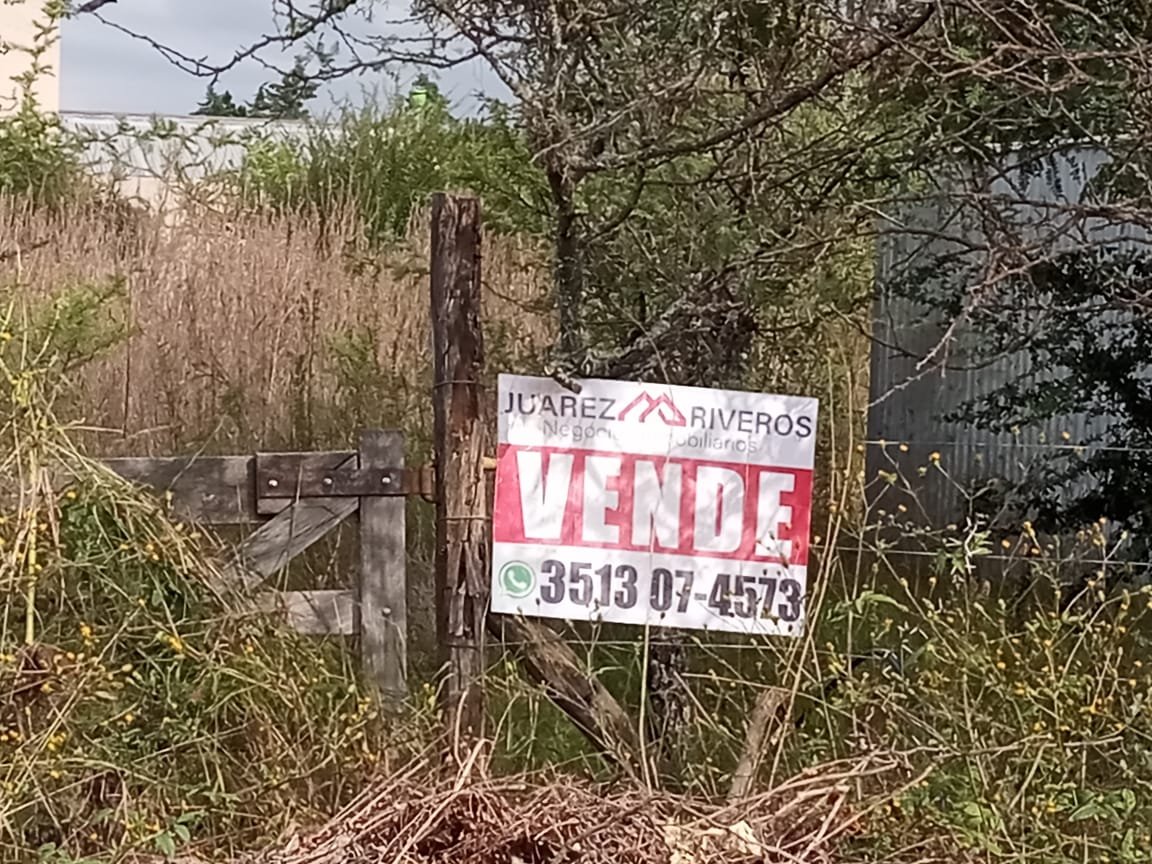 JUAREZ RIVEROS
Negocios Inmobiliarios
VENDE
3513 07-4573